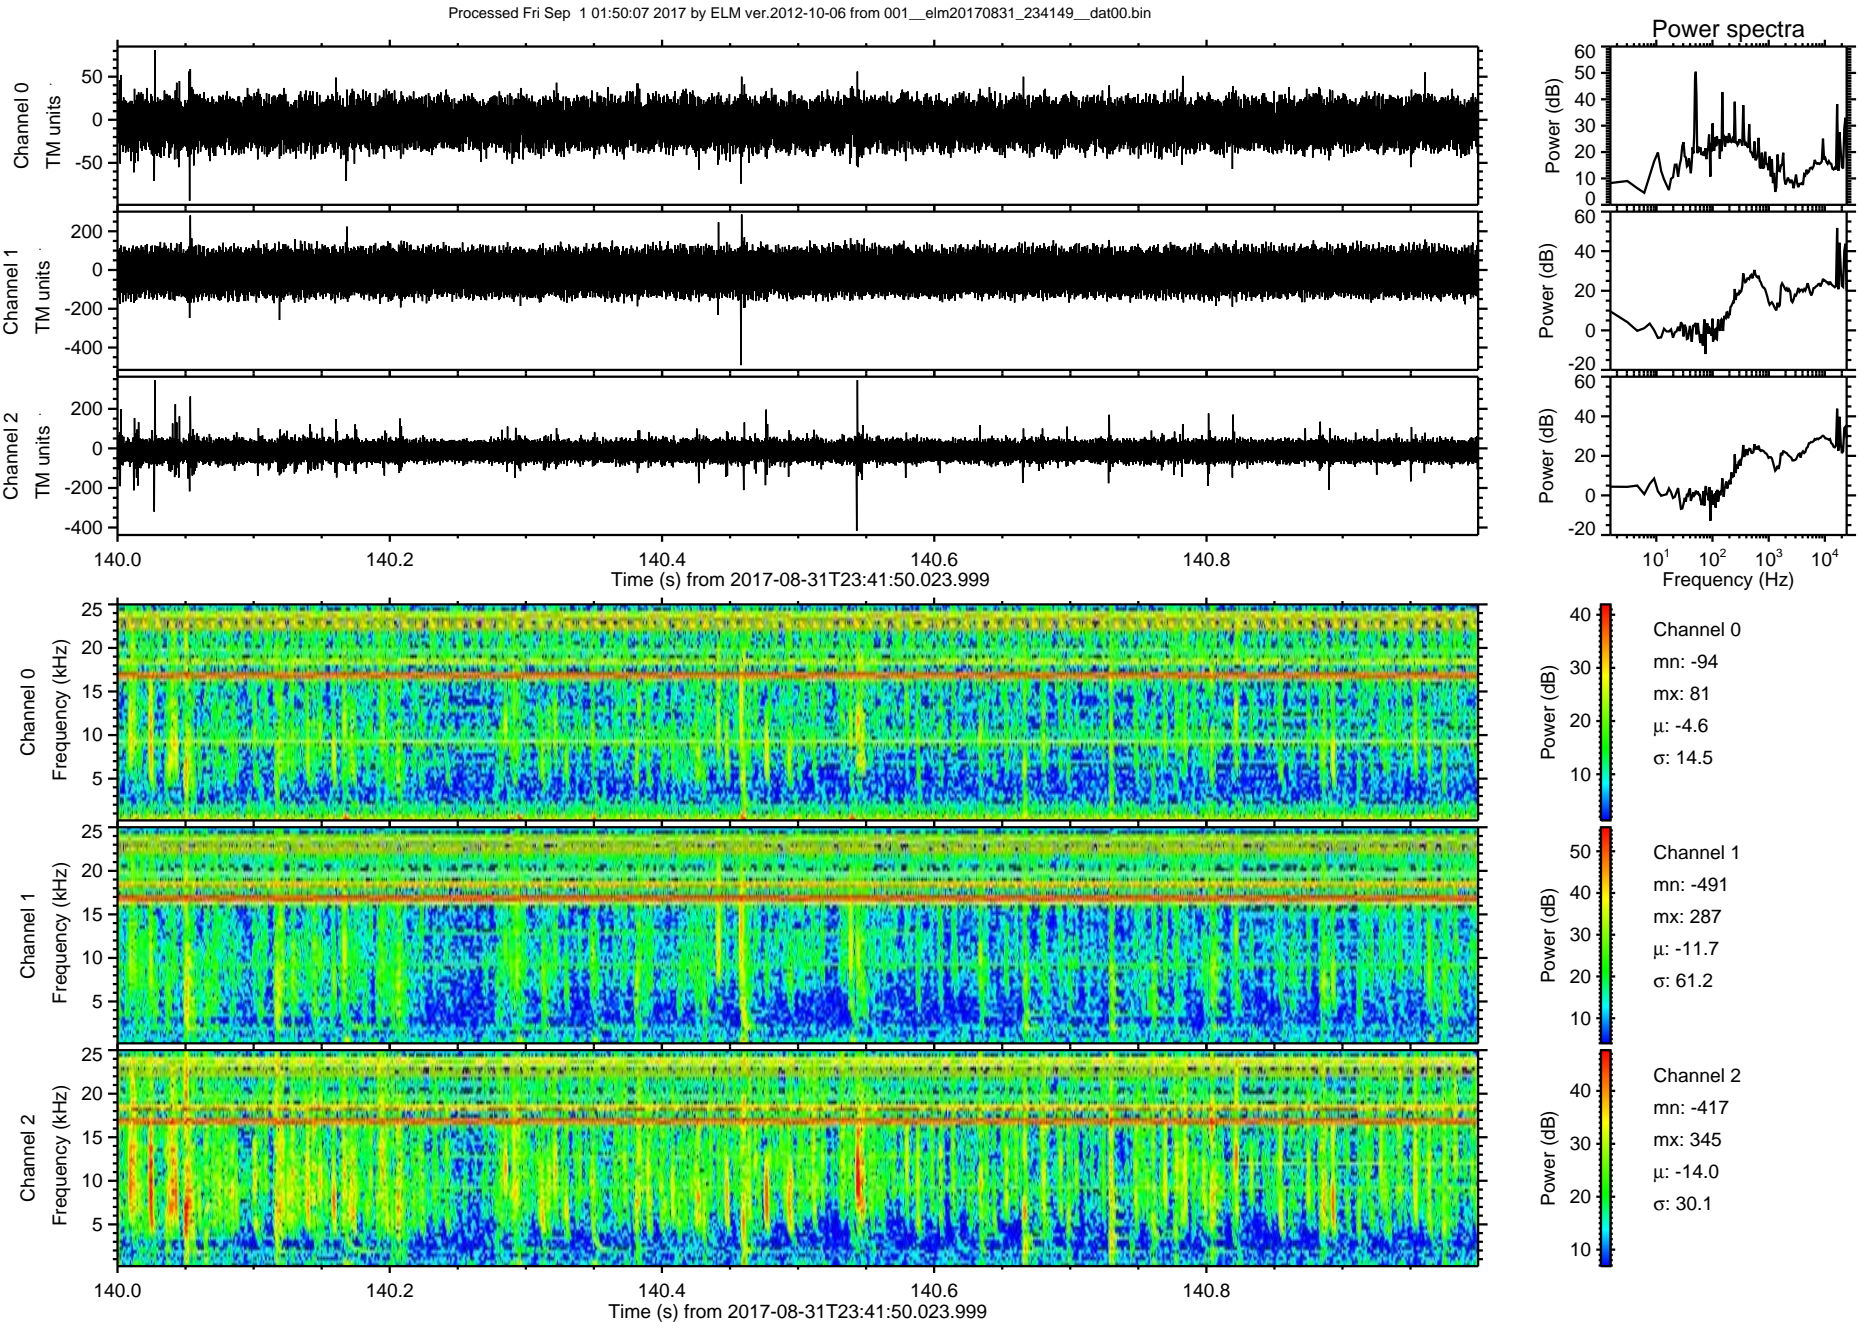 Processed Fri Sep  1 01:50:07 2017 by ELM ver.2012-10-06 from 001__elm20170831_234149__dat00.bin
Power spectra
Channel 0
TM units
50
0
-50
Power (dB)
60
50
40
30
20
10
0
Channel 1
TM units
200
0
-200
-400
Power (dB)
60
40
20
0
-20
Channel 2
TM units
200
0
-200
-400
Power (dB)
60
40
20
0
-20
140.0 140.2 140.4 140.6 140.8
Time (s) from 2017-08-31T23:41:50.023.999
10^1 10^2 10^3 10^4
Frequency (Hz)
Channel 0
Frequency (kHz)
25
20
15
10
5
Power (dB)
40
30
20
10
Channel 0
mn: -94
mx: 81
μ: -4.6
σ: 14.5
Channel 1
Frequency (kHz)
25
20
15
10
5
Power (dB)
50
40
30
20
10
Channel 1
mn: -491
mx: 287
μ: -11.7
σ: 61.2
Channel 2
Frequency (kHz)
25
20
15
10
5
Power (dB)
40
30
20
10
Channel 2
mn: -417
mx: 345
μ: -14.0
σ: 30.1
140.0 140.2 140.4 140.6 140.8
Time (s) from 2017-08-31T23:41:50.023.999